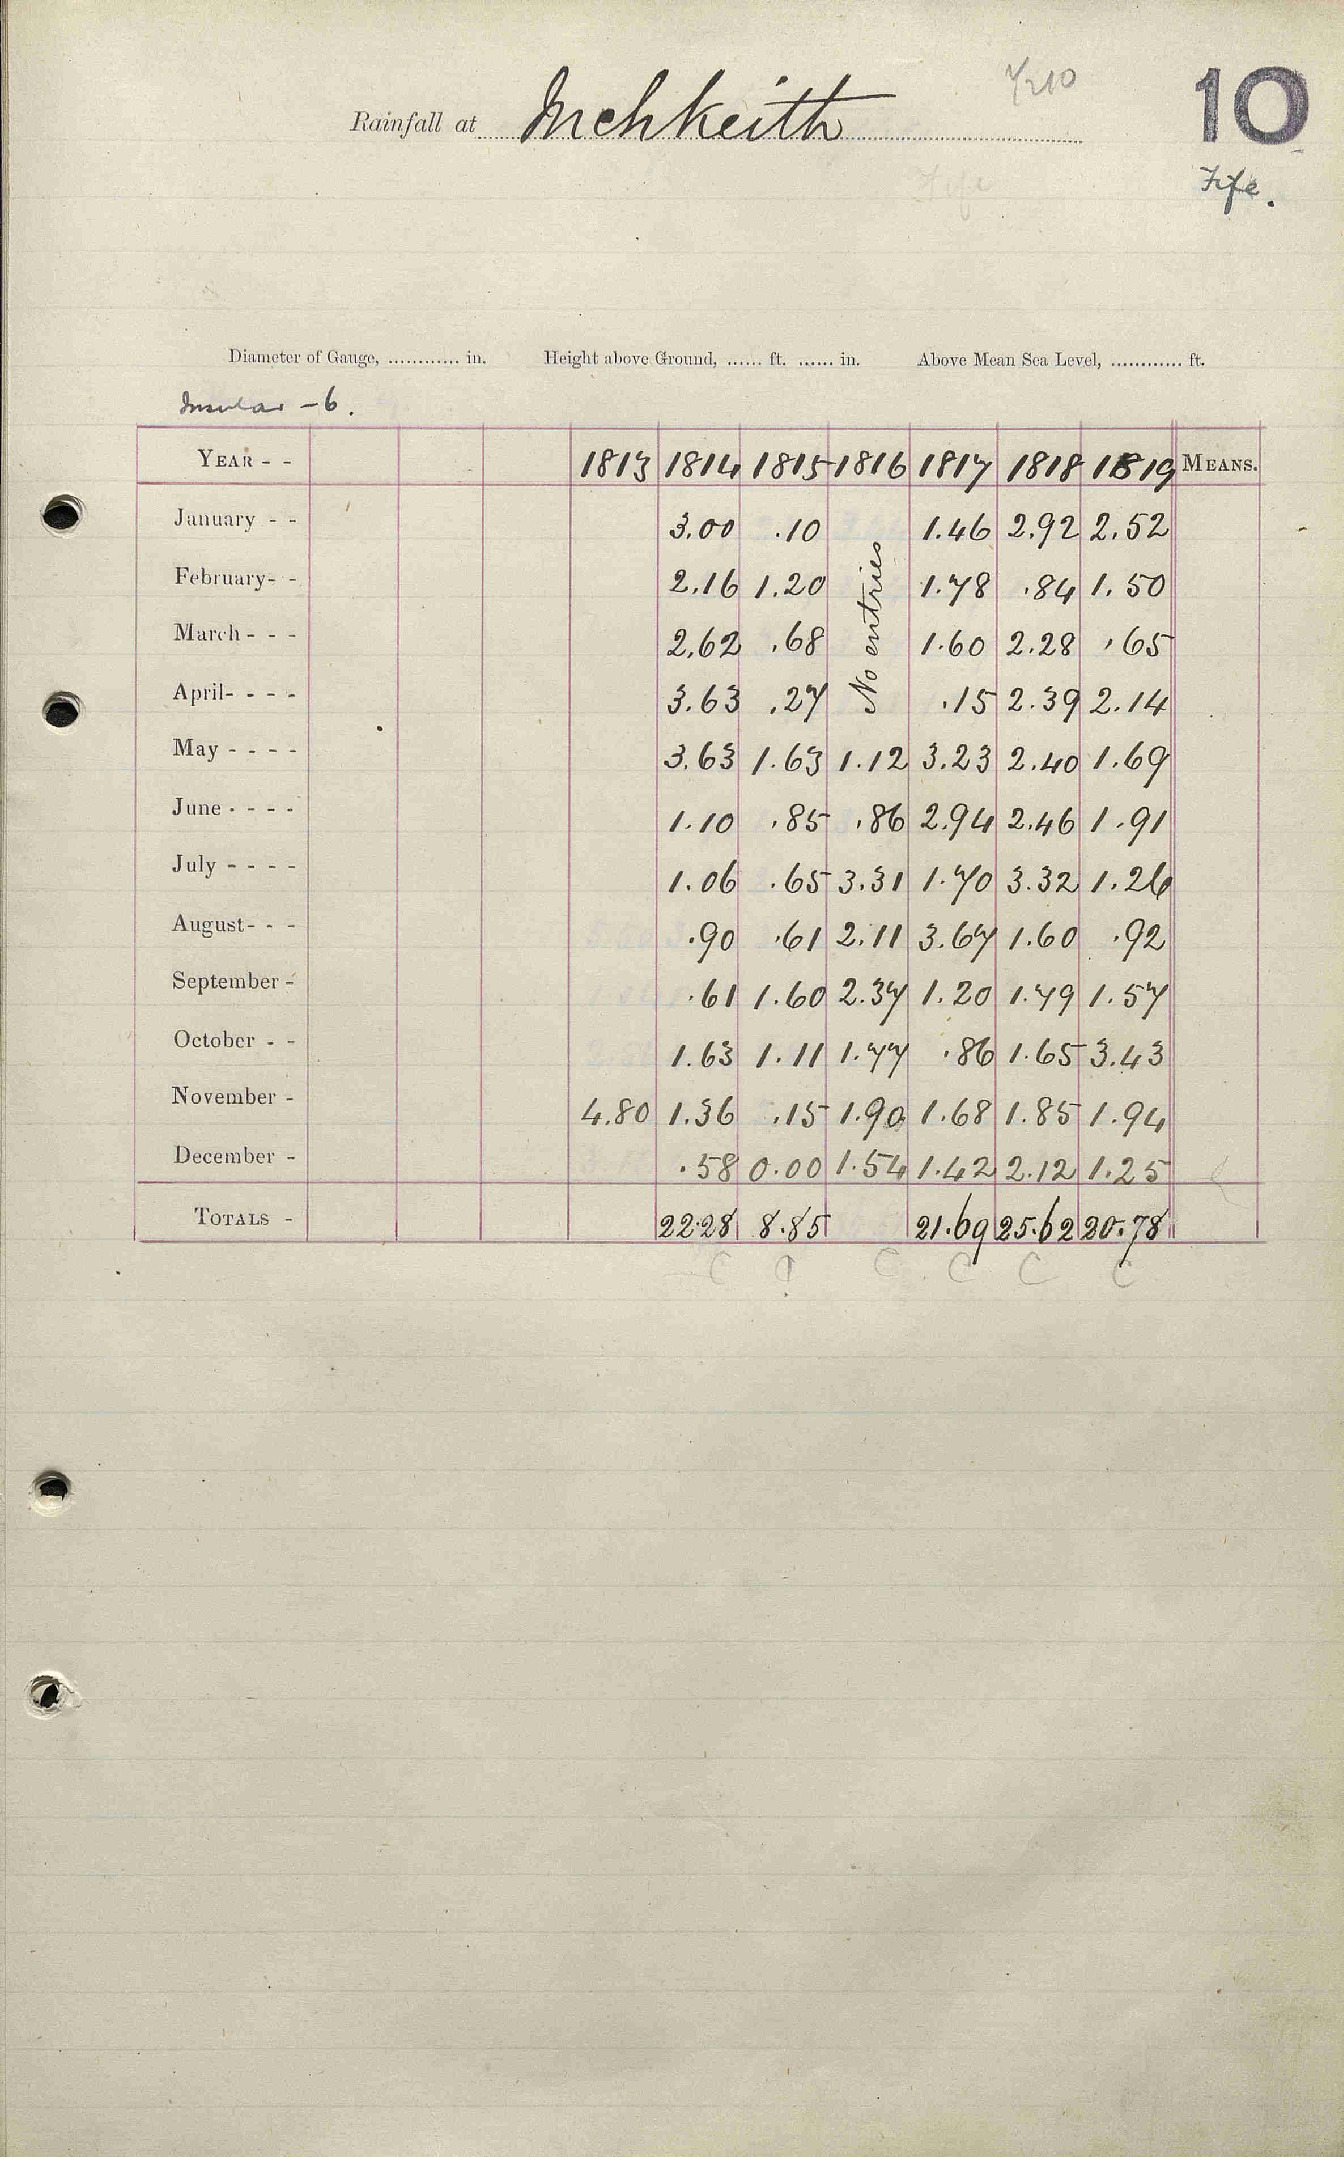 10
Rainfall at Inchkeith
Fife.
Diameter of Gauge, ............ in. Height above Ground, ...... ft. ...... in. Above Mean Sea Level, ............ ft.
Insular - 6.
YEAR - - 1813 1814 1815 1816 1817 1818 1819 MEANS.
January - - 3.00 .10 1.46 2.92 2.52
February- - 2.16 1.20 1.78 .84 1.50
March - - - 2.62 .68 No entries 1.60 2.28 .65
April- - - - 3.63 .27 .15 2.39 2.14
May - - - - 3.63 1.63 1.12 3.23 2.40 1.69
June - - - - 1.10 .85 .86 2.94 2.46 1.91
July - - - - 1.06 .65 3.31 1.70 3.32 1.26
August- - - .90 .61 2.11 3.67 1.60 .92
September - .61 1.60 2.37 1.20 1.79 1.57
October - - 1.63 1.11 1.77 .86 1.65 3.43
November - 4.80 1.36 .15 1.90 1.68 1.85 1.94
December - .58 0.00 1.54 1.42 2.12 1.25
TOTALS - 22.28 8.85 21.69 25.62 20.78
C C C C C